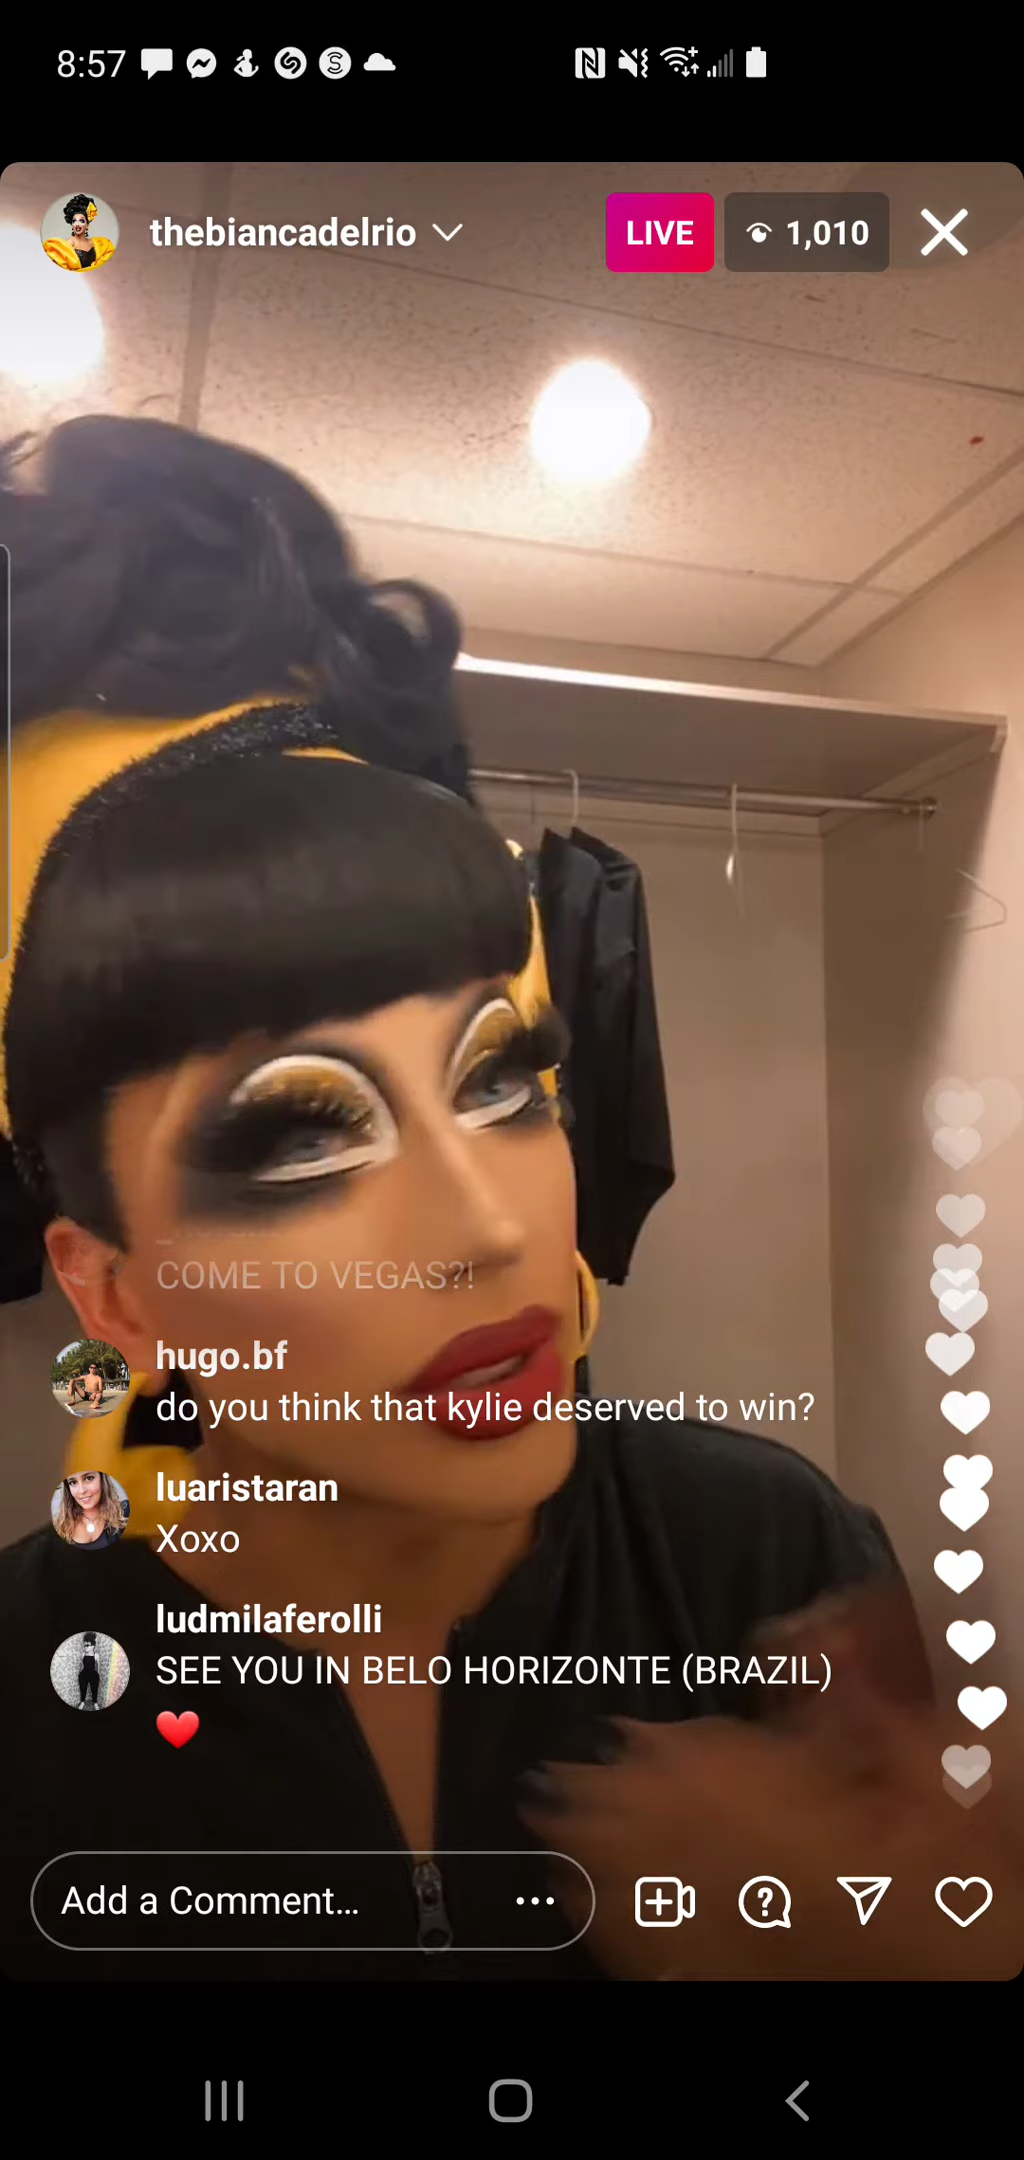 8:57
thebiancadelrio
LIVE
1,010
COME TO VEGAS?!
hugo.bf
do you think that kylie deserved to win?
luaristaran
Xoxo
ludmilaferolli
SEE YOU IN BELO HORIZONTE (BRAZIL)
❤️
Add a Comment...